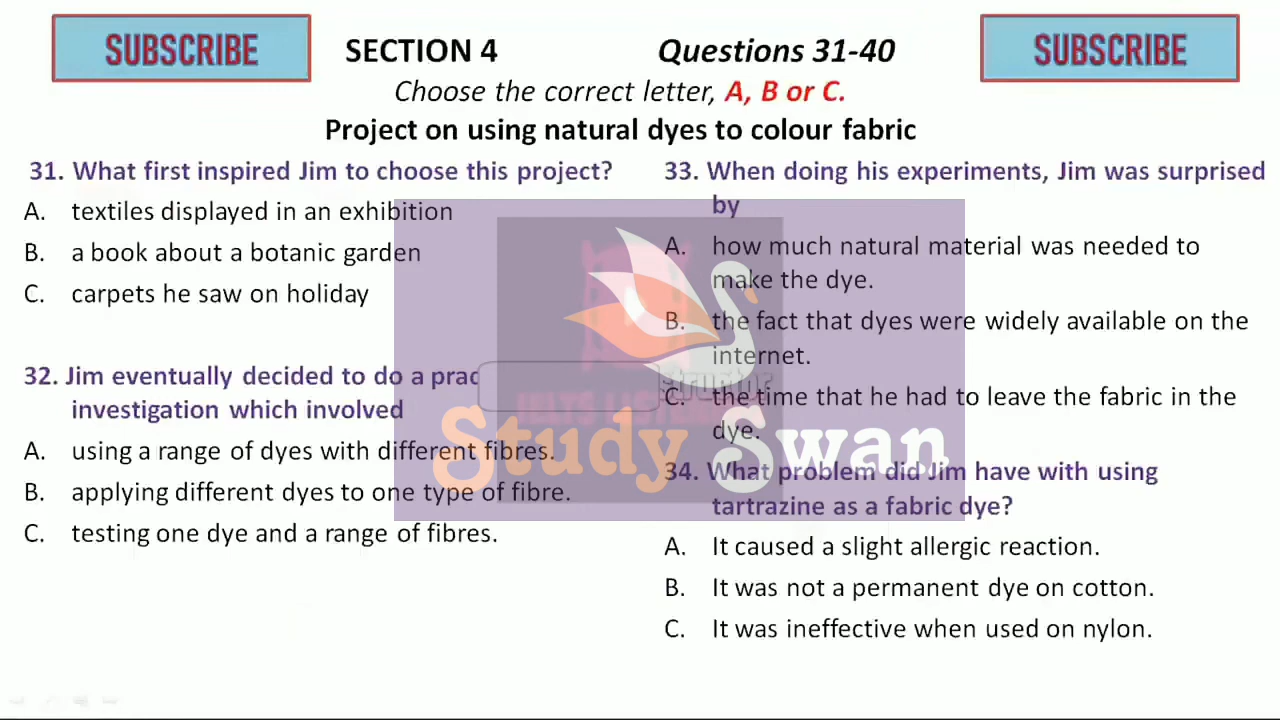 SUBSCRIBE
SECTION 4
Questions 31-40
SUBSCRIBE
Choose the correct letter, A, B or C.
Project on using natural dyes to colour fabric
31. What first inspired Jim to choose this project?
A. textiles displayed in an exhibition
B. a book about a botanic garden
C. carpets he saw on holiday
32. Jim eventually decided to do a
investigation which involved
A. using a range of dyes with different fibres.
B. applying different dyes to one type of fibre.
C. testing one dye and a range of fibres.
33. When doing his experiments, Jim was surprised
by
A. how much natural material was needed to
make the dye.
B. the fact that dyes were widely available on the
internet.
C. the time that he had to leave the fabric in the
dye.
34. What problem did Jim have with using
tartrazine as a fabric dye?
A. It caused a slight allergic reaction.
B. It was not a permanent dye on cotton.
C. It was ineffective when used on nylon.
Study Swan